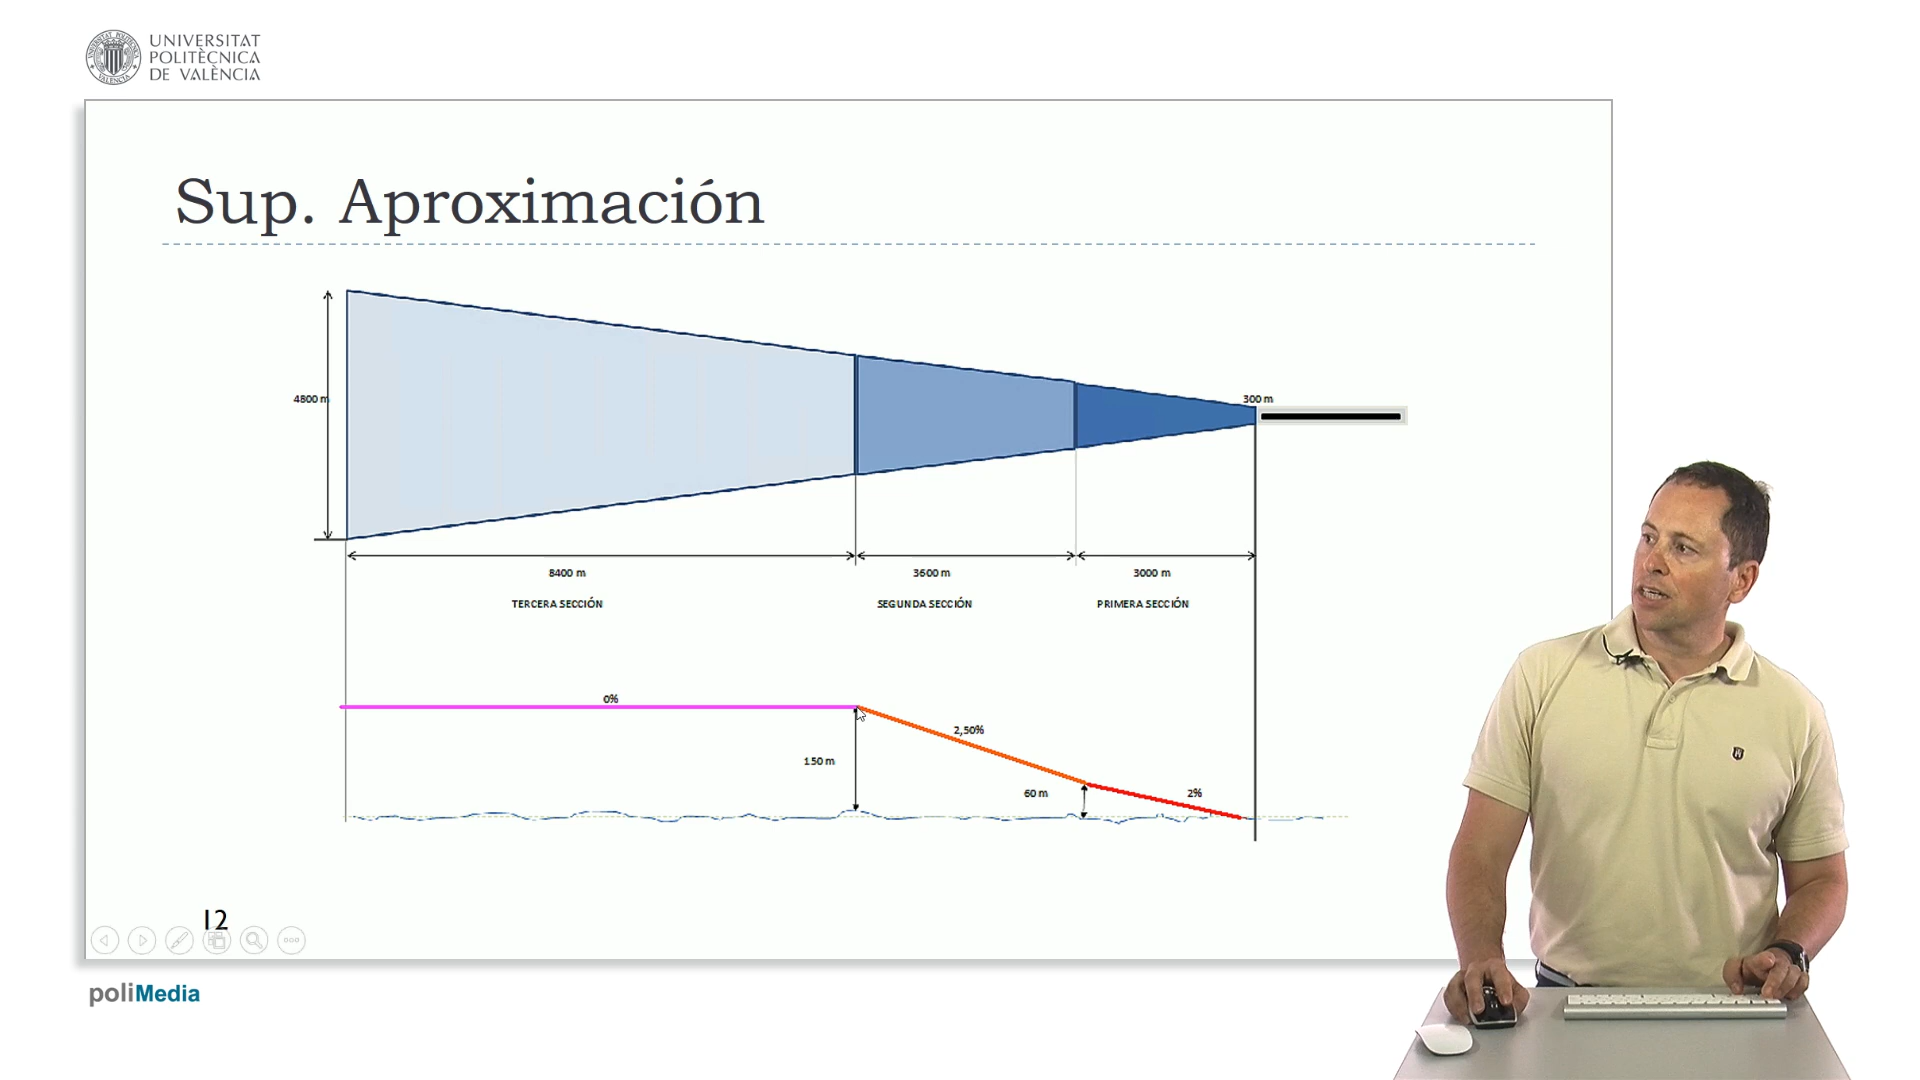 UNIVERSITAT
POLITÈCNICA
DE VALÈNCIA
Sup. Aproximación
4800 m
300 m
8400 m
3600 m
3000 m
TERCERA SECCIÓN
SEGUNDA SECCIÓN
PRIMERA SECCIÓN
0%
2,50%
150 m
60 m
2%
12
poliMedia